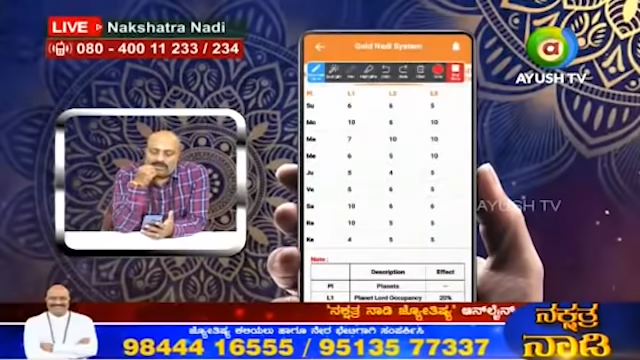 LIVE Nakshatra Nadi
080 - 400 11 233 / 234
AYUSH TV
Gold Nadi System
Pl L1 L2 L3
Su 6 6 5
Mo 10 8 10
Ma 7 10 10
Me 6 5 10
Ju 5 4 5
Ve 5 6 5
Sa 10 6 6
Ra 10 5 5
Ke 4 5 5
Note :
Description Effect
Pl Planets ---
L1 Planet Lord Occupancy 20%
AYUSH TV
"ನಕ್ಷತ್ರ ನಾಡಿ ಜ್ಯೋತಿಷ್ಯ" ಆನ್‌ಲೈನ್
ಜ್ಯೋತಿಷ್ಯ ಕಲಿಯಲು ಹಾಗೂ ನೇರ ಭೇಟಿಗಾಗಿ ಸಂಪರ್ಕಿಸಿ
98444 16555 / 95135 77337
ನಕ್ಷತ್ರ
ನಾಡಿ